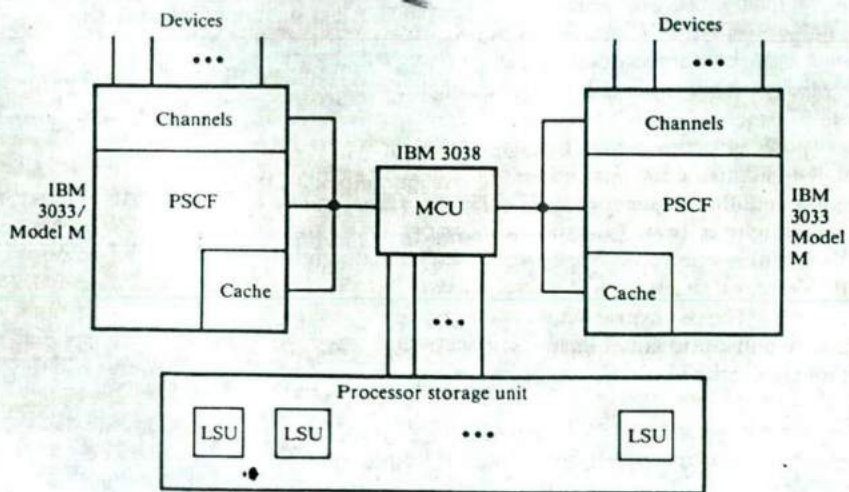 Devices
Devices
Channels
Channels
IBM 3038
IBM
3033/
Model M
PSCF
MCU
PSCF
IBM
3033
Model
M
Cache
Cache
Processor storage unit
LSU
LSU
LSU